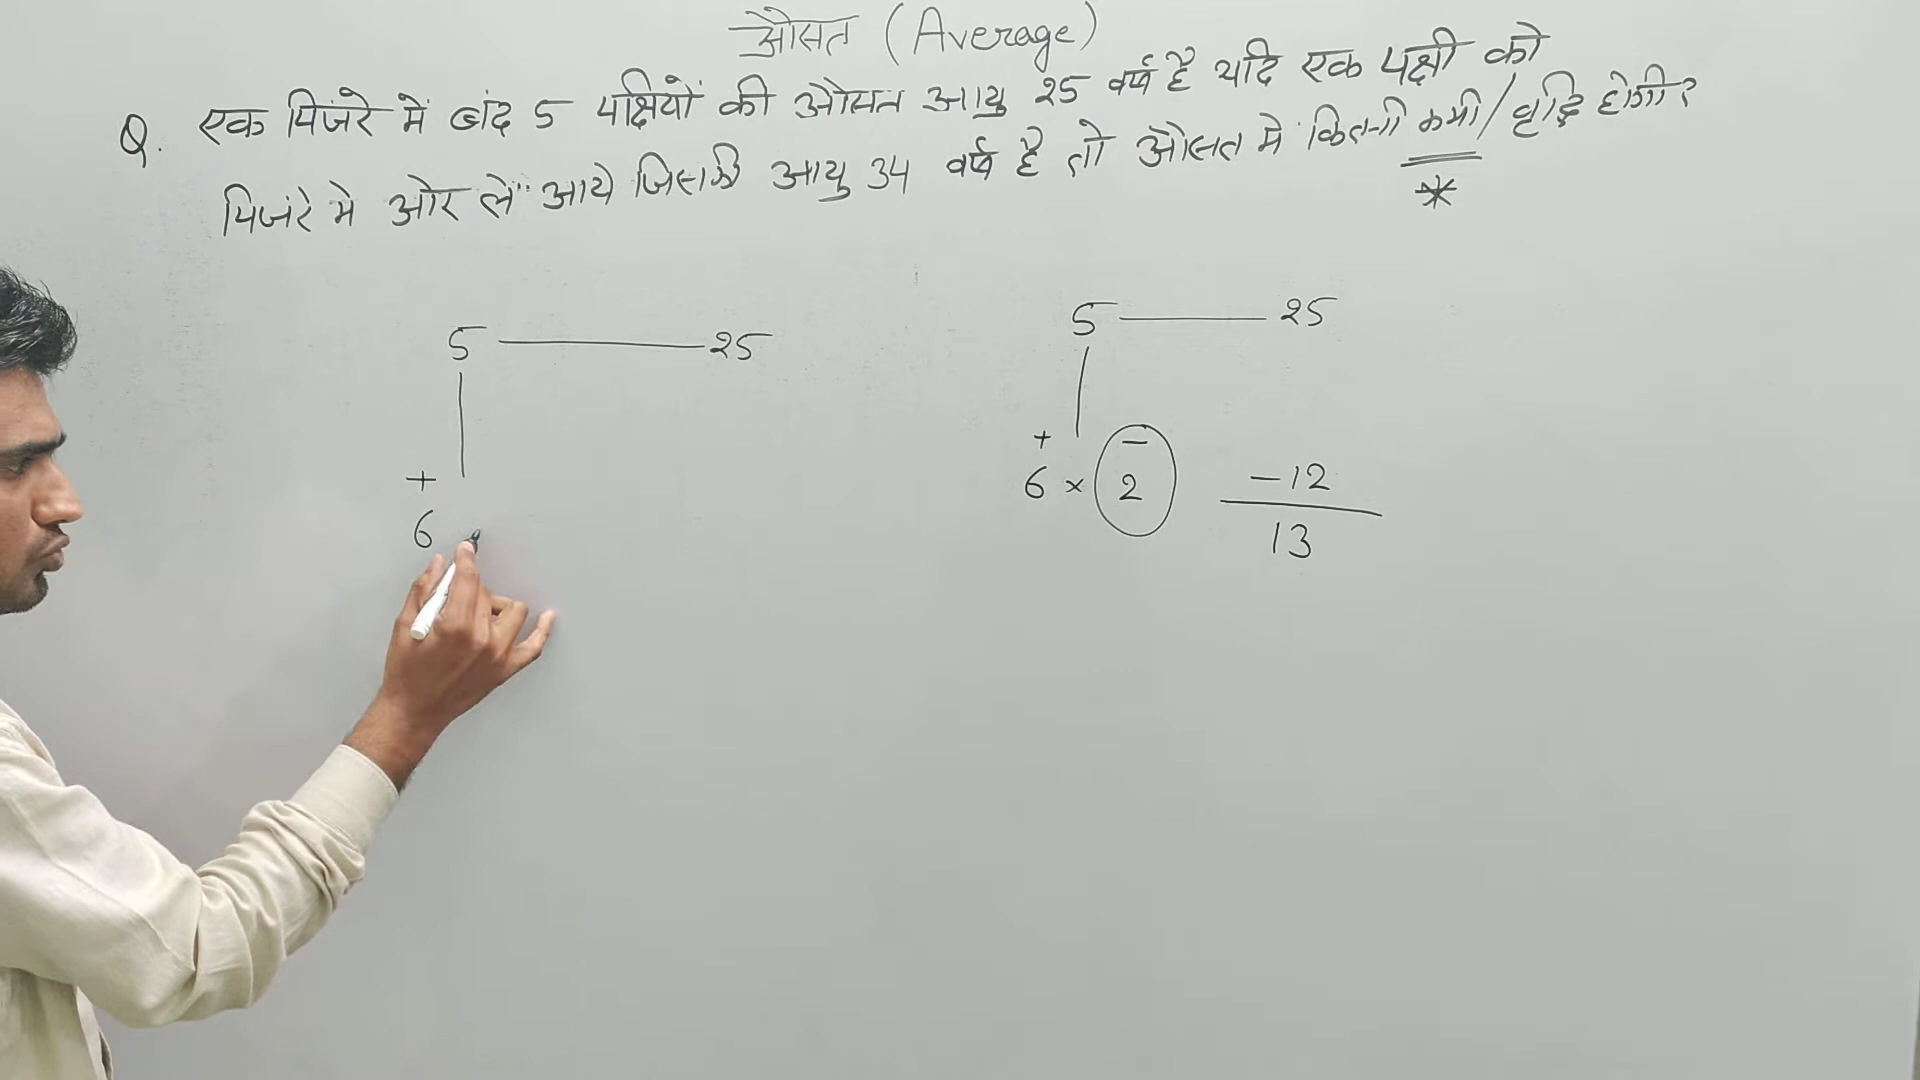 औसत (Average)
Q. एक पिंजरे में बंद 5 पक्षियों की औसत आयु 25 वर्ष है यदि एक पक्षी को
पिंजरे मे ओर ले आये जिसकी आयु 34 वर्ष है तो औसत मे कितनी कमी/वृद्धि होगी?
*
5 — 25
+
6
5 — 25
+ −
6 × 2 −12
13